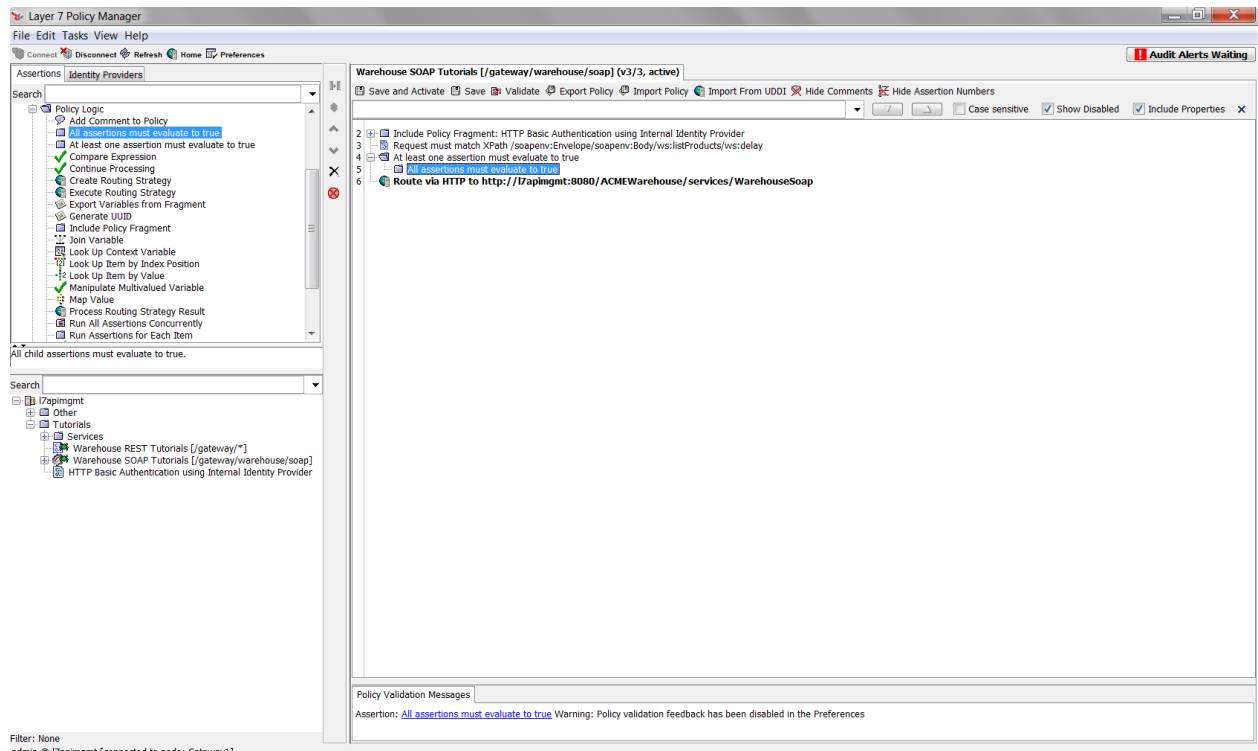 Layer 7 Policy Manager
File Edit Tasks View Help
Connect Disconnect Refresh Home Preferences
Audit Alerts Waiting
Assertions Identity Providers
Search
Policy Logic
Add Comment to Policy
All assertions must evaluate to true
At least one assertion must evaluate to true
Compare Expression
Continue Processing
Create Routing Strategy
Execute Routing Strategy
Export Variables from Fragment
Generate UUID
Include Policy Fragment
Join Variable
Look Up Context Variable
Look Up Item by Index Position
Look Up Item by Value
Manipulate Multivalued Variable
Map Value
Process Routing Strategy Result
Run All Assertions Concurrently
Run Assertions for Each Item
All child assertions must evaluate to true.
Search
l7apimgmt
Other
Tutorials
Services
Warehouse REST Tutorials [/gateway/*]
Warehouse SOAP Tutorials [/gateway/warehouse/soap]
HTTP Basic Authentication using Internal Identity Provider
Filter: None
admin @ l7apimgmt [connected to node: Gateway1]
Warehouse SOAP Tutorials [/gateway/warehouse/soap] (v3/3, active)
Save and Activate Save Validate Export Policy Import Policy Import From UDDI Hide Comments Hide Assertion Numbers
Case sensitive Show Disabled Include Properties
2 Include Policy Fragment: HTTP Basic Authentication using Internal Identity Provider
3 Request must match XPath /soapenv:Envelope/soapenv:Body/ws:listProducts/ws:delay
4 At least one assertion must evaluate to true
5 All assertions must evaluate to true
6 Route via HTTP to http://l7apimgmt:8080/ACMEWarehouse/services/WarehouseSoap
Policy Validation Messages
Assertion: All assertions must evaluate to true Warning: Policy validation feedback has been disabled in the Preferences